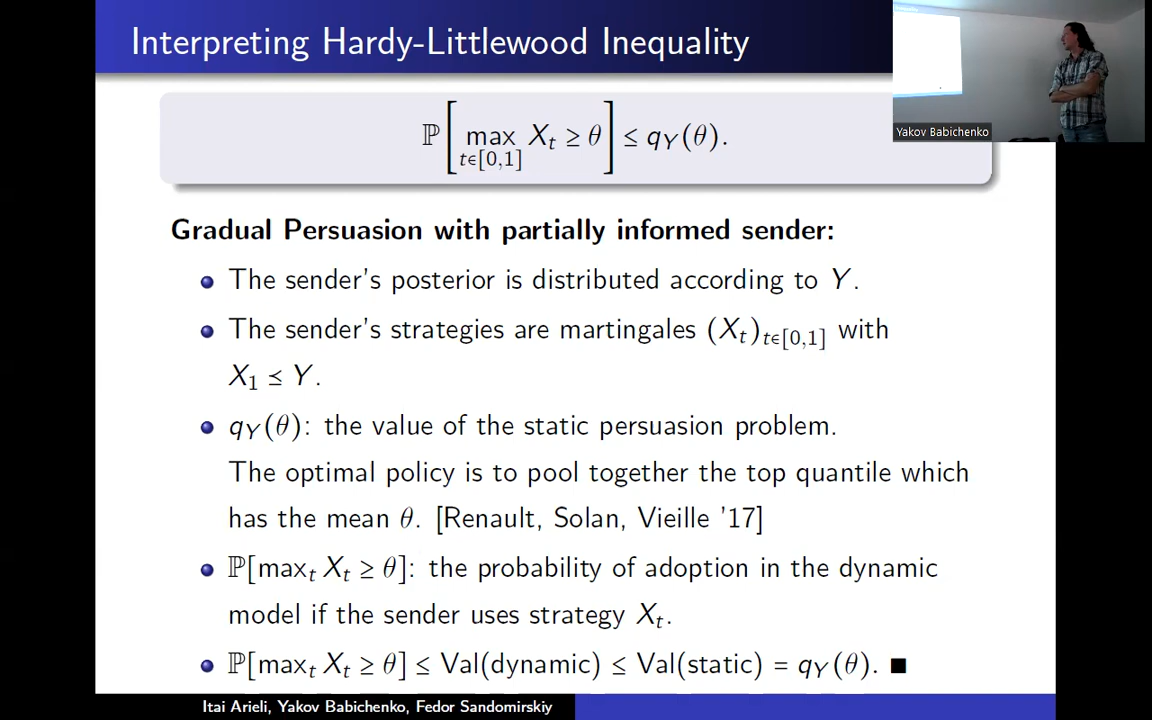 Interpreting Hardy-Littlewood Inequality
ℙ[max_{t∈[0,1]} X_t ≥ θ] ≤ q_Y(θ).
Yakov Babichenko
Gradual Persuasion with partially informed sender:
The sender's posterior is distributed according to Y.
The sender's strategies are martingales (X_t)_{t∈[0,1]} with
X_1 ⪯ Y.
q_Y(θ): the value of the static persuasion problem.
The optimal policy is to pool together the top quantile which
has the mean θ. [Renault, Solan, Vieille '17]
ℙ[max_t X_t ≥ θ]: the probability of adoption in the dynamic
model if the sender uses strategy X_t.
ℙ[max_t X_t ≥ θ] ≤ Val(dynamic) ≤ Val(static) = q_Y(θ). ■
Itai Arieli, Yakov Babichenko, Fedor Sandomirskiy